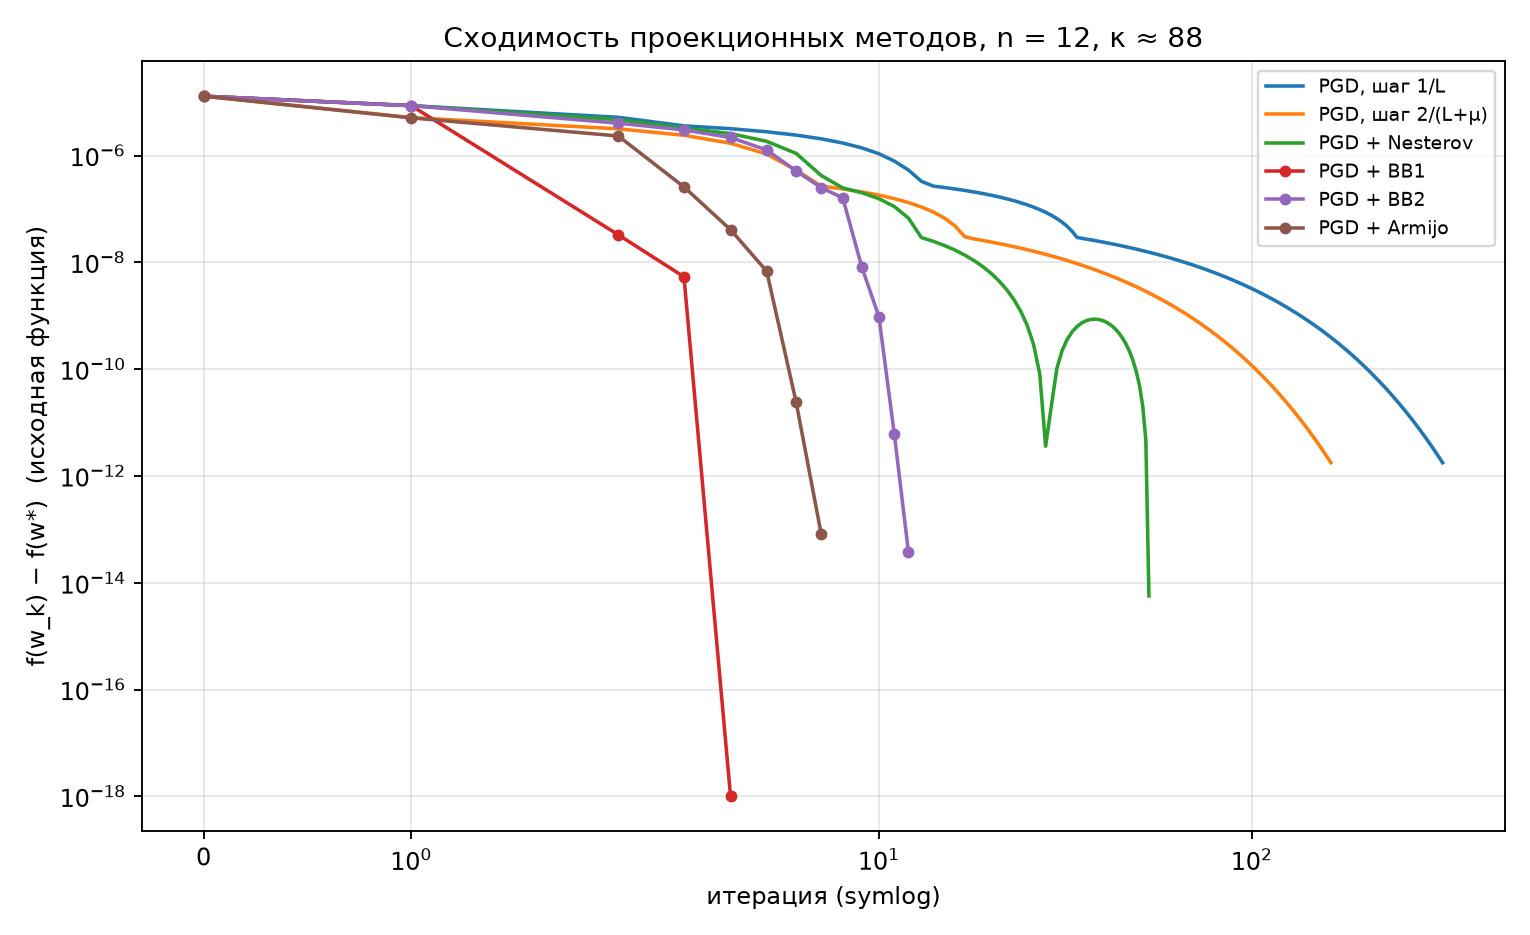 Сходимость проекционных методов, n = 12, κ ≈ 88
f(w_k) − f(w*) (исходная функция)
10⁻⁶
10⁻⁸
10⁻¹⁰
10⁻¹²
10⁻¹⁴
10⁻¹⁶
10⁻¹⁸
PGD, шаг 1/L
PGD, шаг 2/(L+μ)
PGD + Nesterov
PGD + BB1
PGD + BB2
PGD + Armijo
0 10⁰ 10¹ 10²
итерация (symlog)